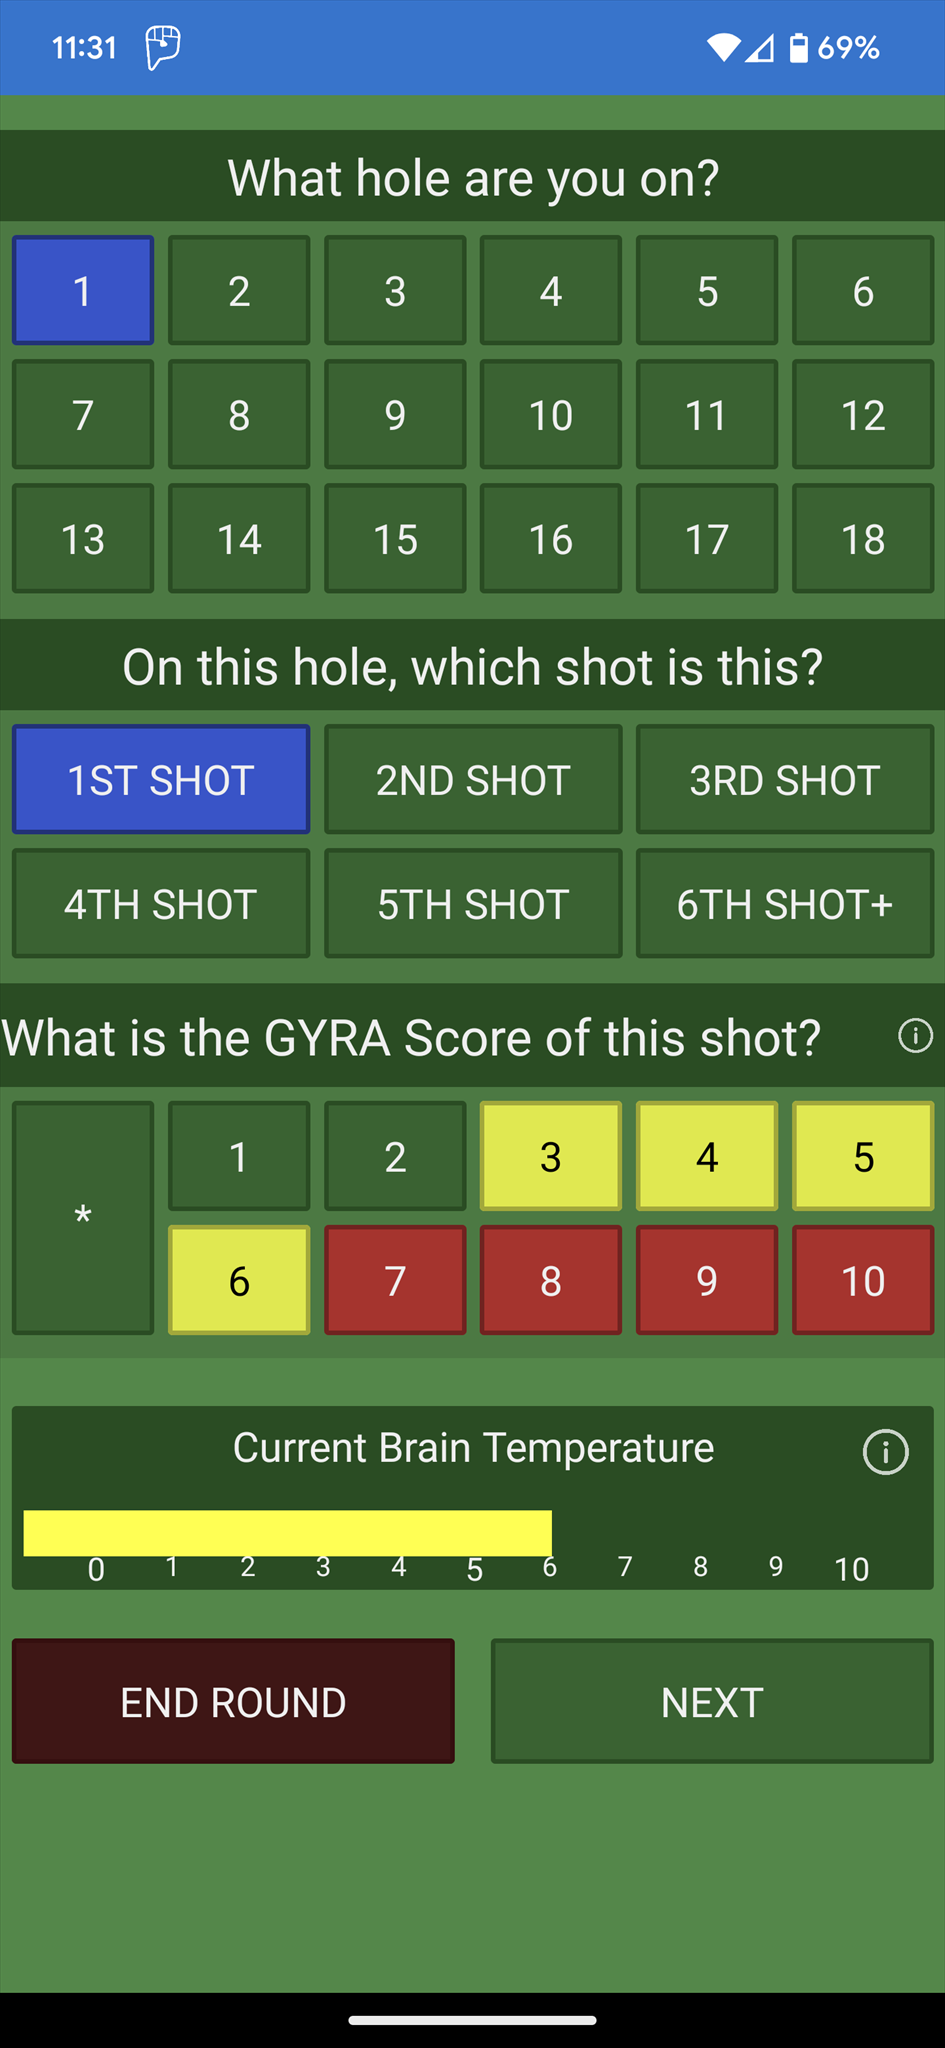 11:31 69%
What hole are you on?
1 2 3 4 5 6
7 8 9 10 11 12
13 14 15 16 17 18
On this hole, which shot is this?
1ST SHOT 2ND SHOT 3RD SHOT
4TH SHOT 5TH SHOT 6TH SHOT+
What is the GYRA Score of this shot? i
* 1 2 3 4 5
6 7 8 9 10
Current Brain Temperature i
0 1 2 3 4 5 6 7 8 9 10
END ROUND NEXT